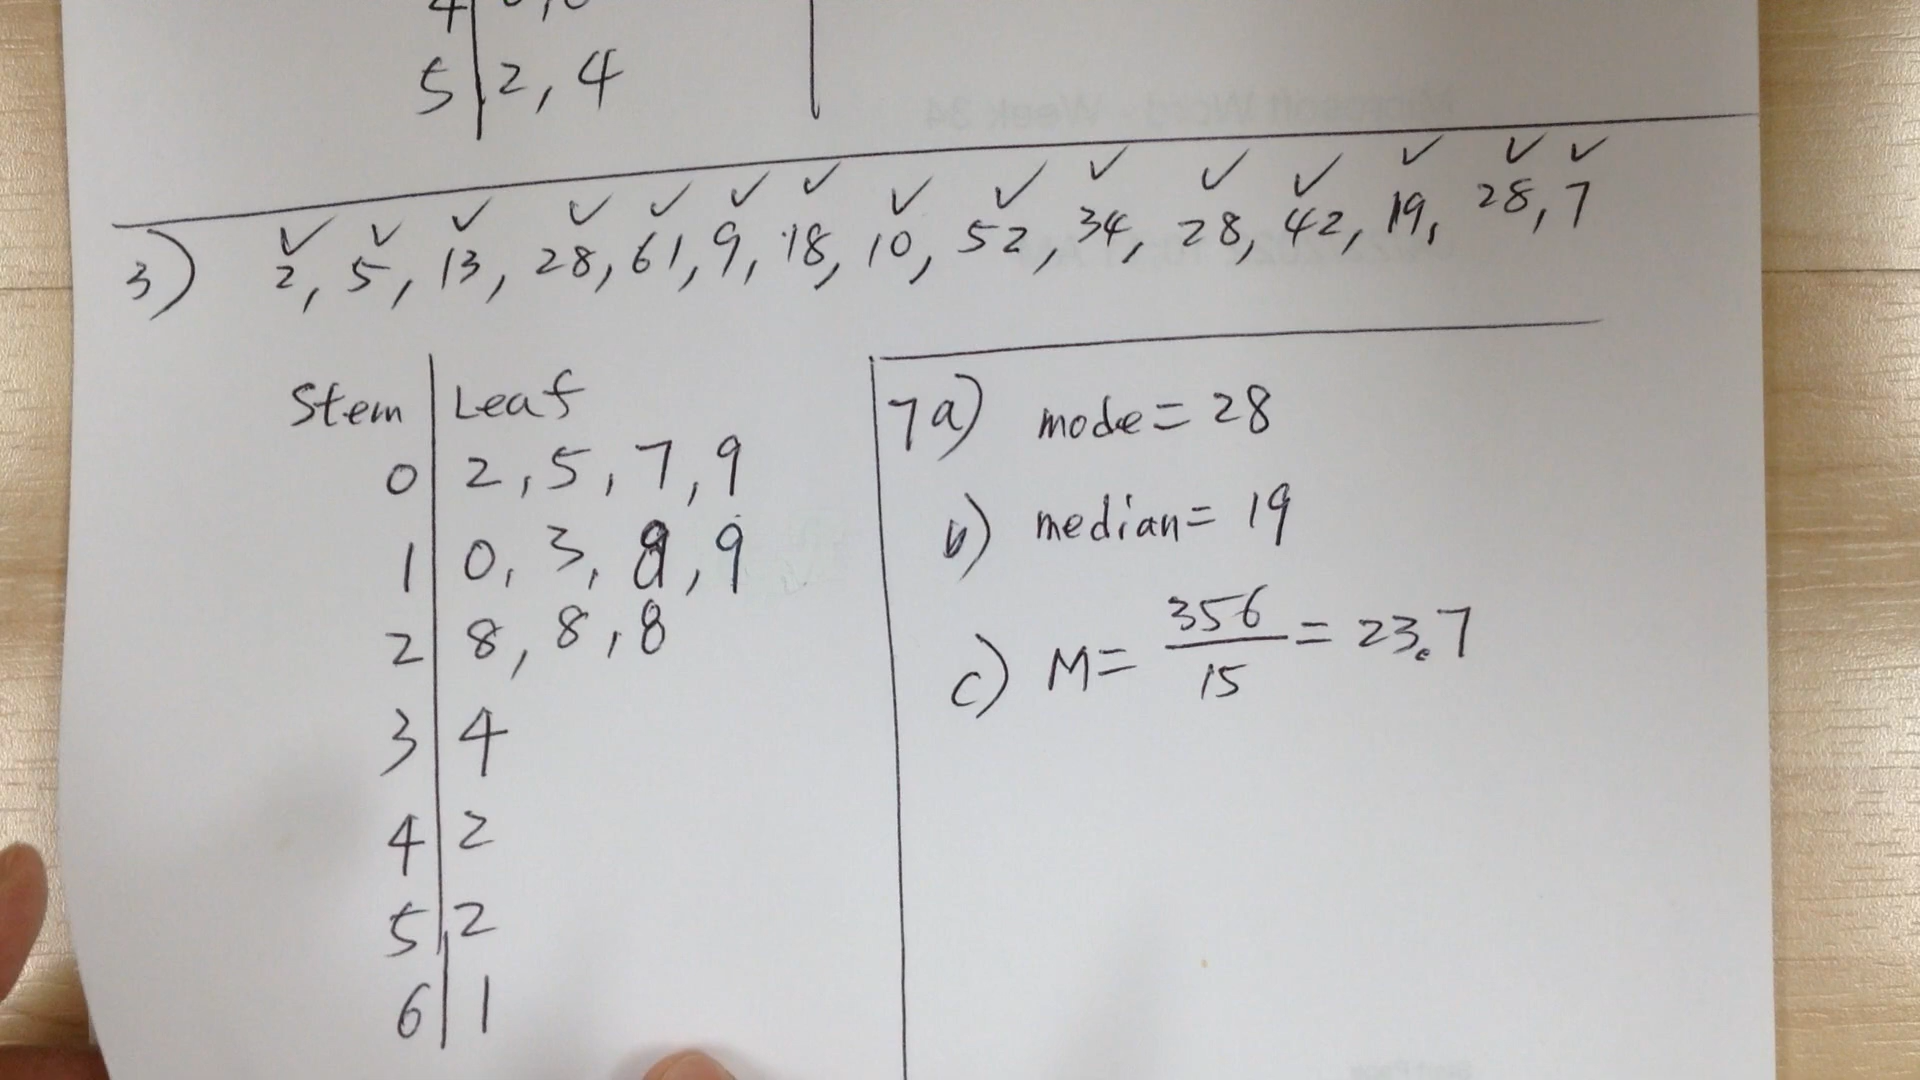 5 | 2, 4
3) 2, 5, 13, 28, 61, 9, 18, 10, 52, 34, 28, 42, 19, 28, 7
Stem | Leaf
0 | 2, 5, 7, 9
1 | 0, 3, 8, 9
2 | 8, 8, 8
3 | 4
4 | 2
5 | 2
6 | 1
7a) mode = 28
b) median = 19
c) M = 356/15 = 23.7